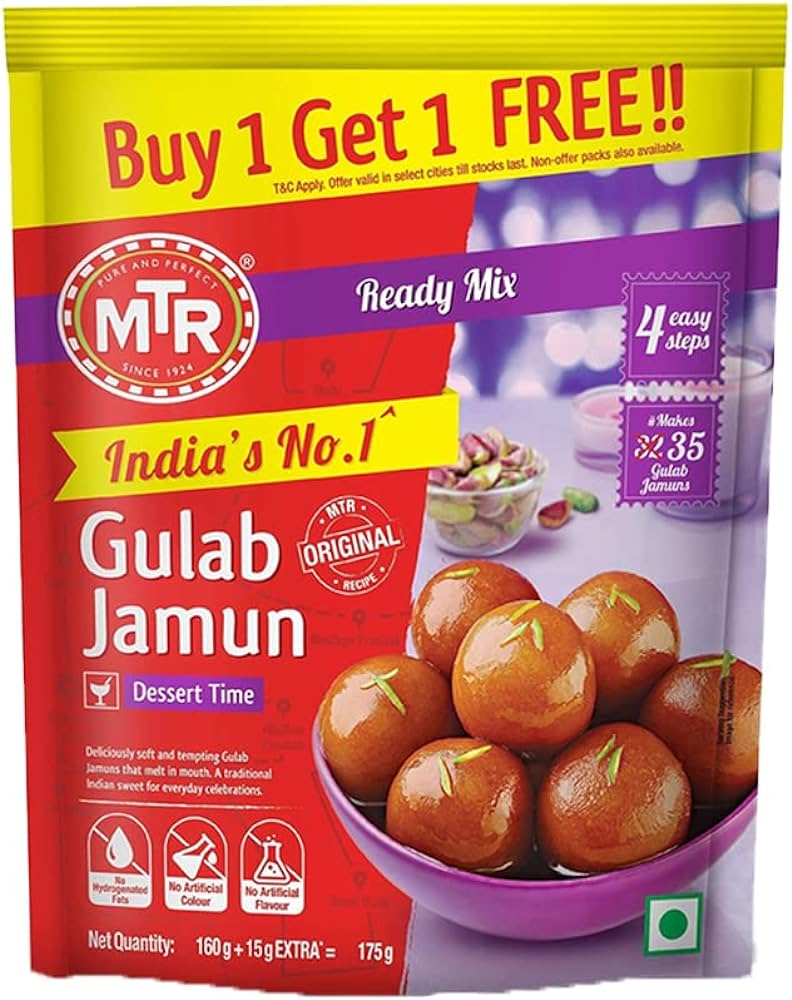 Buy 1 Get 1 FREE!!
T&C Apply. Offer valid in select cities till stocks last. Non-offer packs also available.
PURE AND PERFECT
MTR
SINCE 1924
®
Ready Mix
4 easy
steps
#Makes
32 35
Gulab
Jamuns
India's No.1^
Gulab
Jamun
MTR
ORIGINAL
RECIPE
Dessert Time
Deliciously soft and tempting Gulab
Jamuns that melt in mouth. A traditional
Indian sweet for everyday celebrations.
No
Hydrogenated
Fats
No Artificial
Colour
No Artificial
Flavour
Net Quantity: 160g+15gEXTRA* = 175g